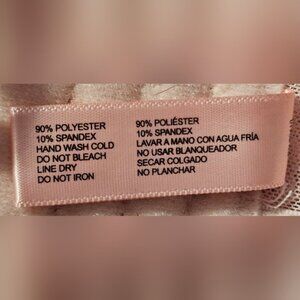 90% POLYESTER
10% SPANDEX
HAND WASH COLD
DO NOT BLEACH
LINE DRY
DO NOT IRON
90% POLIÉSTER
10% SPANDEX
LAVAR A MANO CON AGUA FRÍA
NO USAR BLANQUEADOR
SECAR COLGADO
NO PLANCHAR